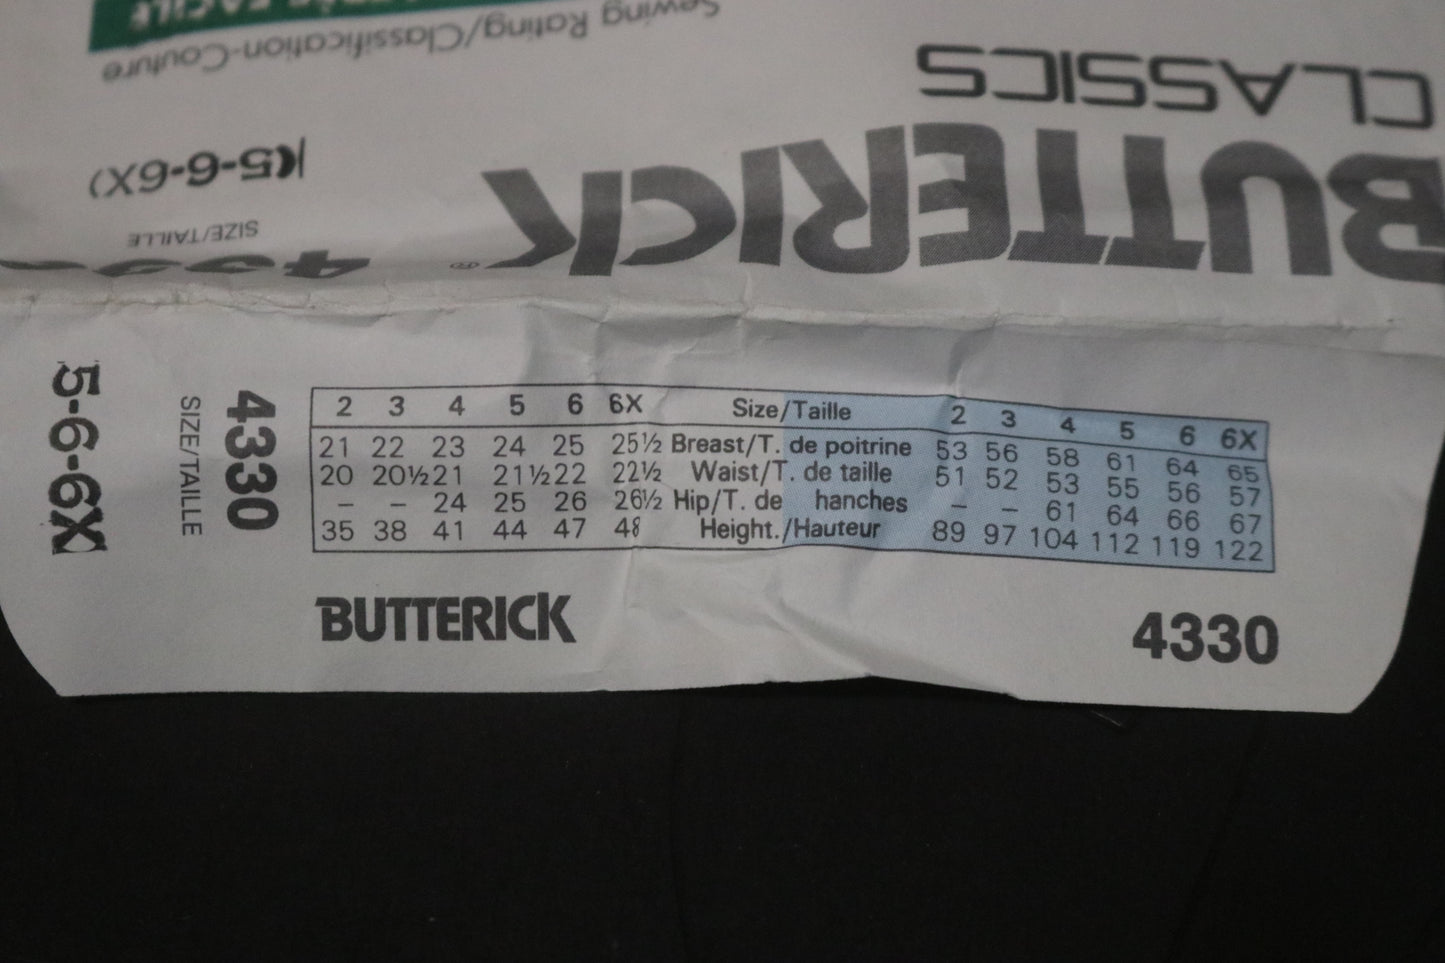 TRÈS FACILE
Sewing Rating/Classification-Couture
CLASSICS
BUTTERICK®
K(5-6-6X)
SIZE/TAILLE
5-6-6X
SIZE/TAILLE
4330
2 3 4 5 6 6X Size/Taille 2 3 4 5 6 6X
21 22 23 24 25 25½ Breast/T. de poitrine 53 56 58 61 64 65
20 20½ 21 21½ 22 22½ Waist/T. de taille 51 52 53 55 56 57
– – 24 25 26 26½ Hip/T. de hanches – – 61 64 66 67
35 38 41 44 47 48 Height./Hauteur 89 97 104 112 119 122
BUTTERICK
4330